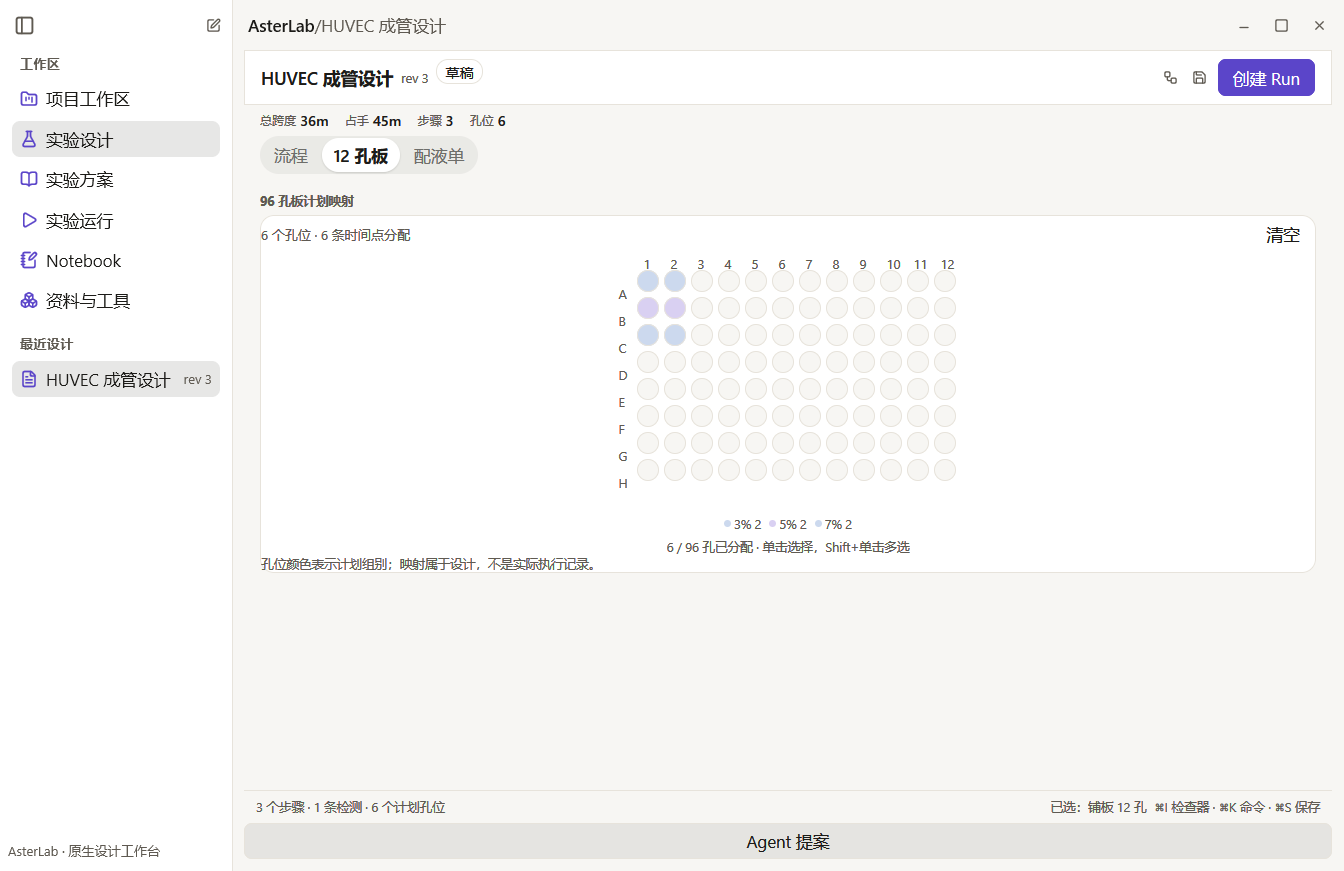 AsterLab/HUVEC 成管设计
工作区
项目工作区
实验设计
实验方案
实验运行
Notebook
资料与工具
最近设计
HUVEC 成管设计 rev 3
AsterLab · 原生设计工作台
HUVEC 成管设计 rev 3 草稿
创建 Run
总跨度 36m 占手 45m 步骤 3 孔位 6
流程 12 孔板 配液单
96 孔板计划映射
6 个孔位 · 6 条时间点分配
清空
1 2 3 4 5 6 7 8 9 10 11 12
A
B
C
D
E
F
G
H
3% 2 5% 2 7% 2
6 / 96 孔已分配 · 单击选择，Shift+单击多选
孔位颜色表示计划组别；映射属于设计，不是实际执行记录。
3 个步骤 · 1 条检测 · 6 个计划孔位
已选：铺板 12 孔 ⌘I 检查器 · ⌘K 命令 · ⌘S 保存
Agent 提案